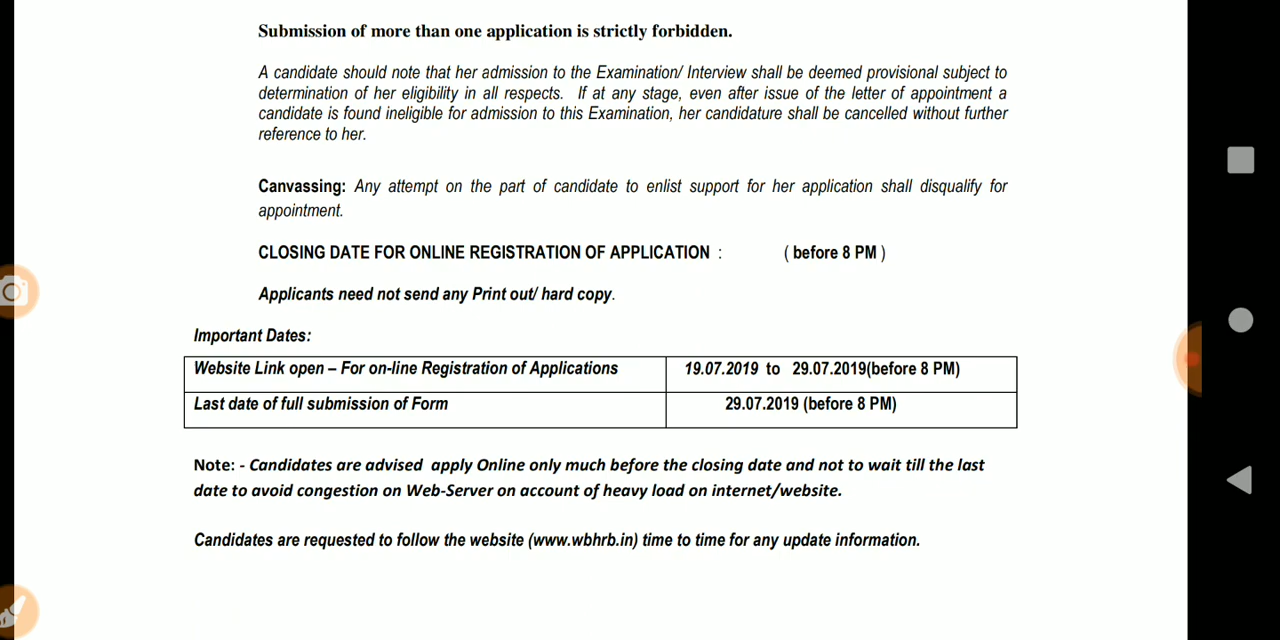 Submission of more than one application is strictly forbidden.
A candidate should note that her admission to the Examination/ Interview shall be deemed provisional subject to
determination of her eligibility in all respects. If at any stage, even after issue of the letter of appointment a
candidate is found ineligible for admission to this Examination, her candidature shall be cancelled without further
reference to her.
Canvassing: Any attempt on the part of candidate to enlist support for her application shall disqualify for
appointment.
CLOSING DATE FOR ONLINE REGISTRATION OF APPLICATION : ( before 8 PM )
Applicants need not send any Print out/ hard copy.
Important Dates:
Website Link open – For on-line Registration of Applications 19.07.2019 to 29.07.2019(before 8 PM)
Last date of full submission of Form 29.07.2019 (before 8 PM)
Note: - Candidates are advised apply Online only much before the closing date and not to wait till the last
date to avoid congestion on Web-Server on account of heavy load on internet/website.
Candidates are requested to follow the website (www.wbhrb.in) time to time for any update information.